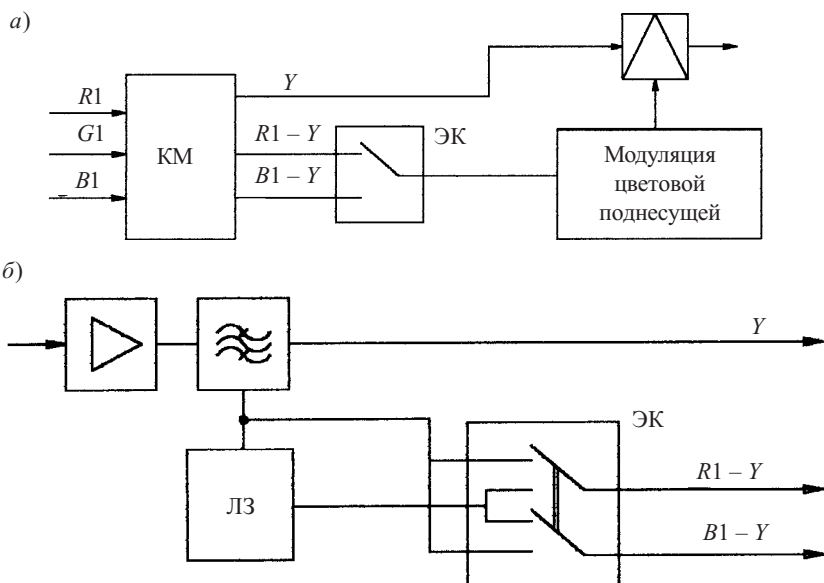 а)
Y
R1
G1
B1
КМ
R1 – Y
B1 – Y
ЭК
Модуляция
цветовой
поднесущей
б)
Y
ЭК
ЛЗ
R1 – Y
B1 – Y